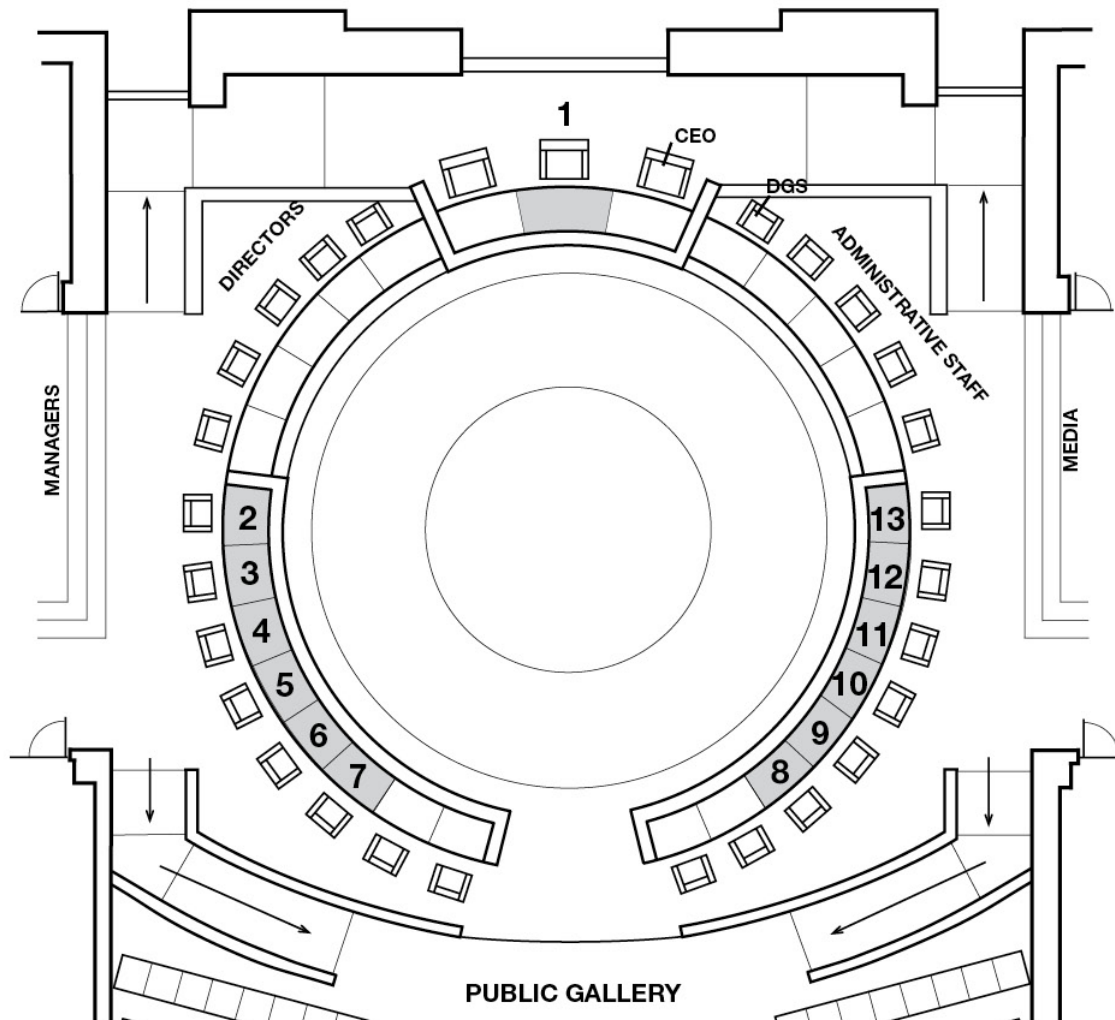 1
CEO
DGS
DIRECTORS
ADMINISTRATIVE STAFF
MANAGERS
MEDIA
2
13
3
12
4
11
5
10
6
9
7
8
PUBLIC GALLERY